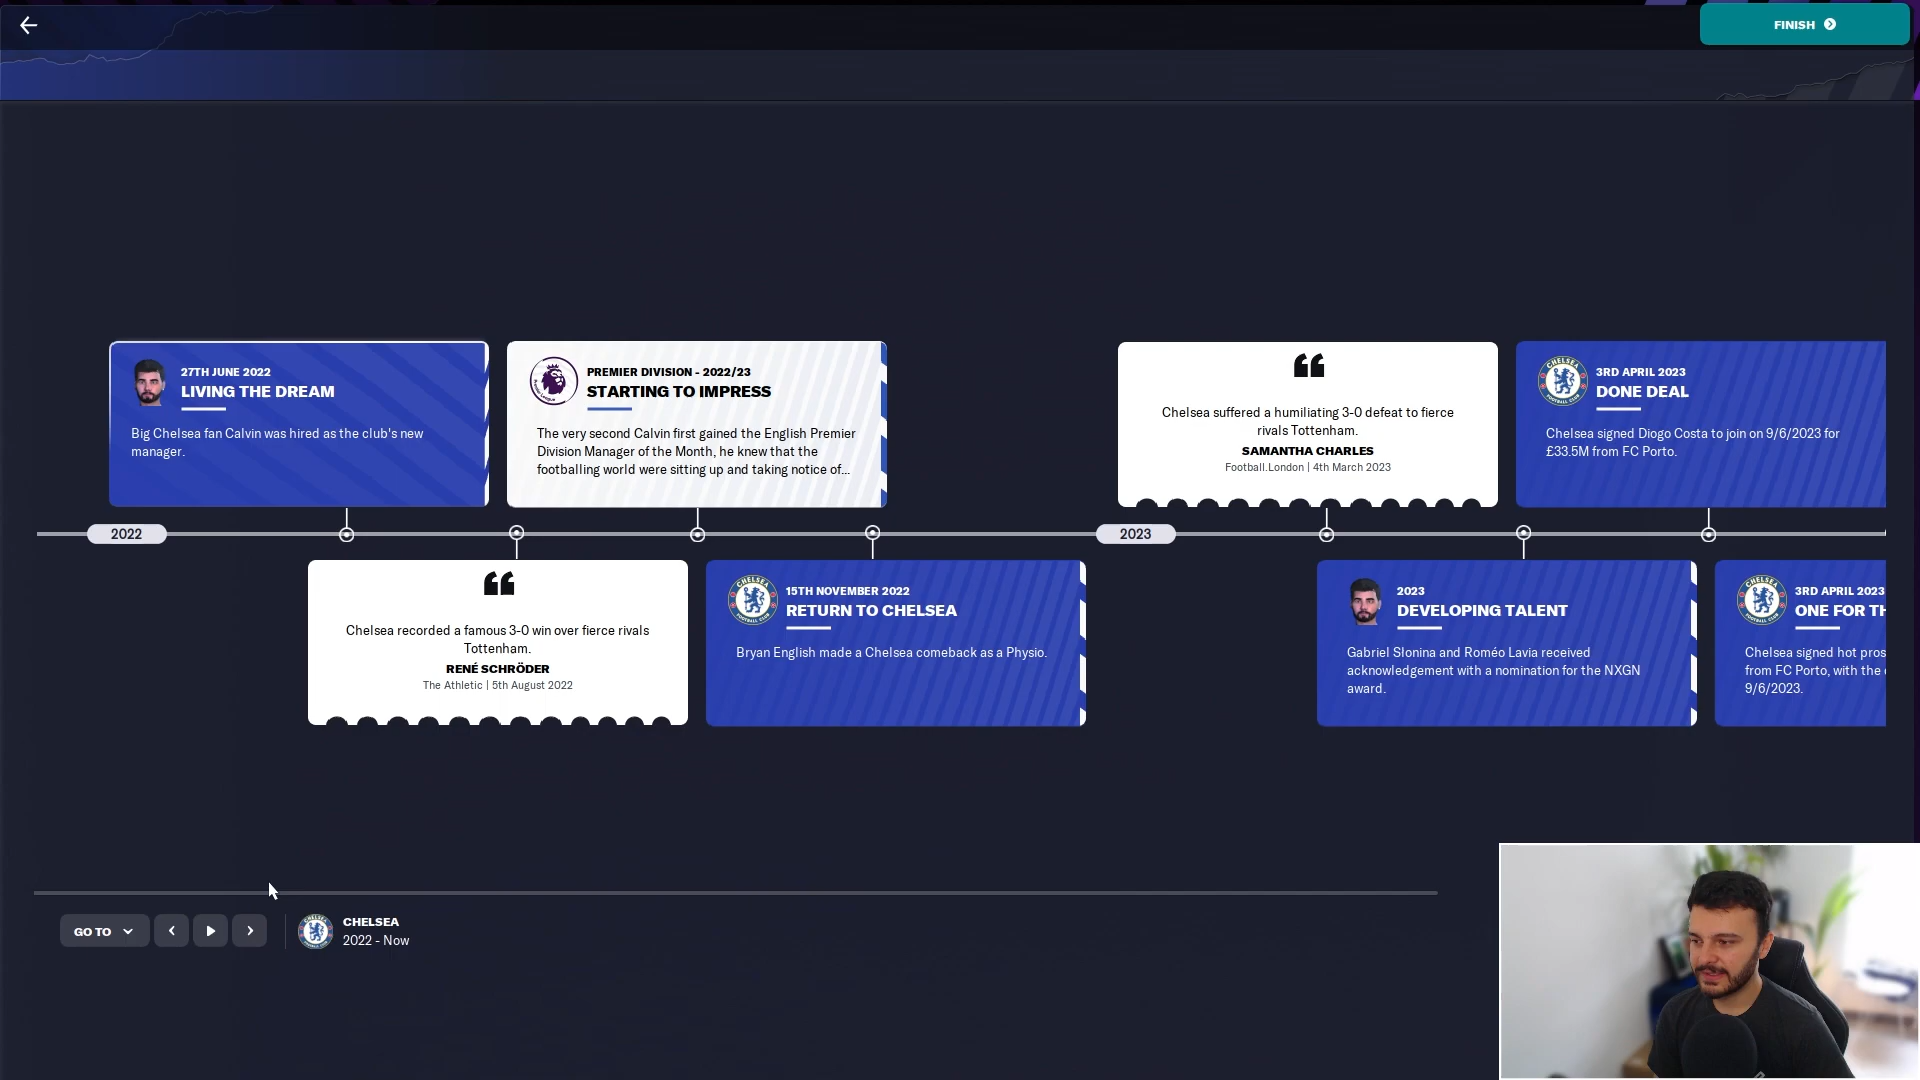 FINISH
27TH JUNE 2022
LIVING THE DREAM
Big Chelsea fan Calvin was hired as the club's new
manager.
PREMIER DIVISION - 2022/23
STARTING TO IMPRESS
The very second Calvin first gained the English Premier
Division Manager of the Month, he knew that the
footballing world were sitting up and taking notice of...
Chelsea suffered a humiliating 3-0 defeat to fierce
rivals Tottenham.
SAMANTHA CHARLES
Football.London | 4th March 2023
3RD APRIL 2023
DONE DEAL
Chelsea signed Diogo Costa to join on 9/6/2023 for
£33.5M from FC Porto.
2022
2023
Chelsea recorded a famous 3-0 win over fierce rivals
Tottenham.
RENÉ SCHRÖDER
The Athletic | 5th August 2022
15TH NOVEMBER 2022
RETURN TO CHELSEA
Bryan English made a Chelsea comeback as a Physio.
2023
DEVELOPING TALENT
Gabriel Słonina and Roméo Lavia received
acknowledgement with a nomination for the NXGN
award.
3RD APRIL 2023
ONE FOR TH
Chelsea signed hot pros
from FC Porto, with the
9/6/2023.
GO TO
CHELSEA
2022 - Now